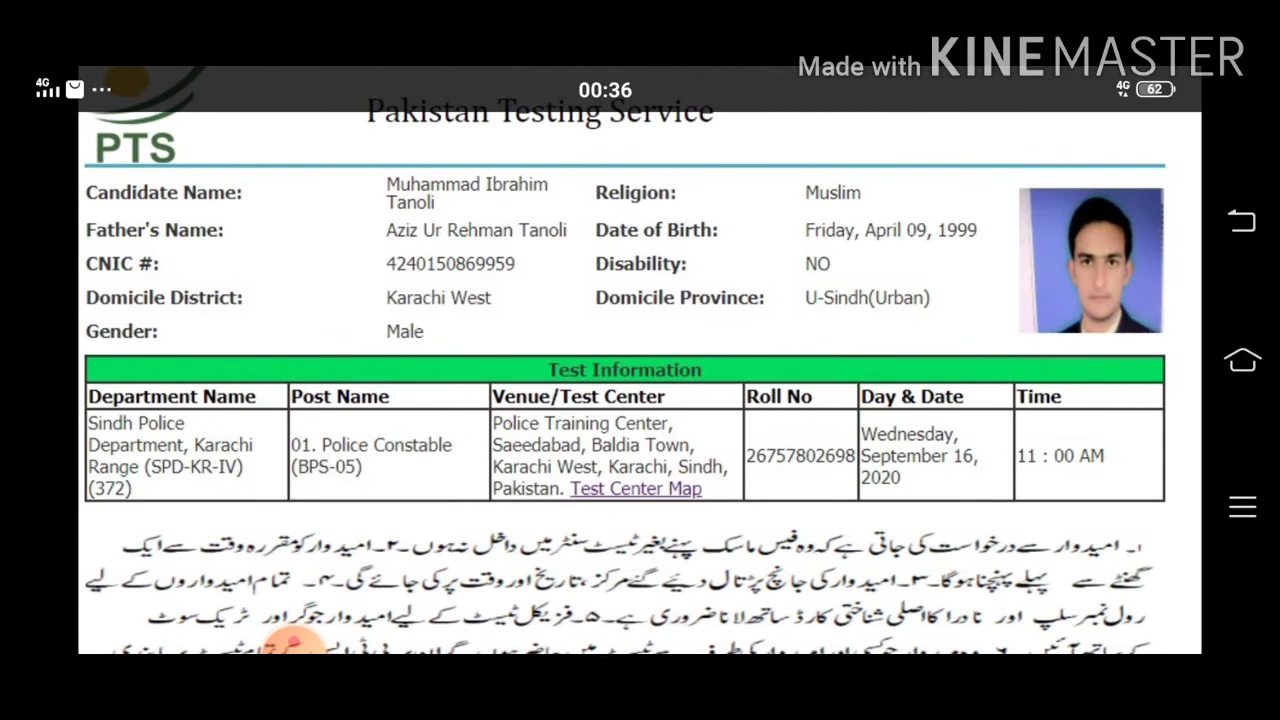 Made with KINEMASTER
4G 00:36 4G 62
Pakistan Testing Service
PTS
Candidate Name: Muhammad Ibrahim Tanoli Religion: Muslim
Father's Name: Aziz Ur Rehman Tanoli Date of Birth: Friday, April 09, 1999
CNIC #: 4240150869959 Disability: NO
Domicile District: Karachi West Domicile Province: U-Sindh(Urban)
Gender: Male
Test Information
Department Name Post Name Venue/Test Center Roll No Day & Date Time
Sindh Police Department, Karachi Range (SPD-KR-IV) (372) 01. Police Constable (BPS-05) Police Training Center, Saeedabad, Baldia Town, Karachi West, Karachi, Sindh, Pakistan. Test Center Map 26757802698 Wednesday, September 16, 2020 11 : 00 AM
۱۔ امیدوار سے درخواست کی جاتی ہے کہ وہ فیس ماسک پہنے بغیر ٹیسٹ سنٹر میں داخل نہ ہوں۔ ۲۔ امیدوار کو مقررہ وقت سے ایک
گھنٹے سے پہلے پہنچنا ہوگا۔ ۳۔ امیدوار کی جانچ پڑتال دیئے گئے مرکز، تاریخ اور وقت پر کی جائے گی۔ ۴۔ تمام امیدواروں کے لیے
رول نمبر سلپ اور نادرا کا اصلی شناختی کارڈ ساتھ لانا ضروری ہے۔ ۵۔ فزیکل ٹیسٹ کے لیے امیدوار جوگر اور ٹریک سوٹ